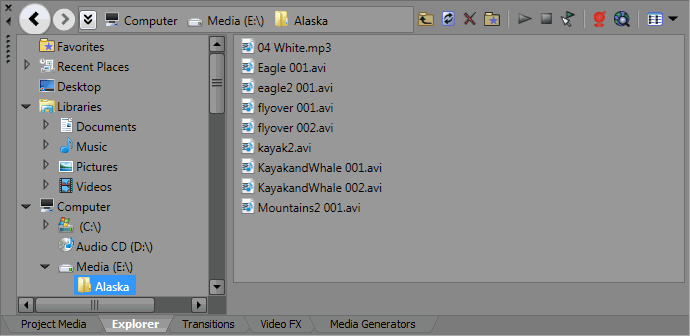 Computer Media (E:\) Alaska
Favorites
Recent Places
Desktop
Libraries
Documents
Music
Pictures
Videos
Computer
(C:\)
Audio CD (D:\)
Media (E:\)
Alaska
04 White.mp3
Eagle 001.avi
eagle2 001.avi
flyover 001.avi
flyover 002.avi
kayak2.avi
KayakandWhale 001.avi
KayakandWhale 002.avi
Mountains2 001.avi
Project Media Explorer Transitions Video FX Media Generators